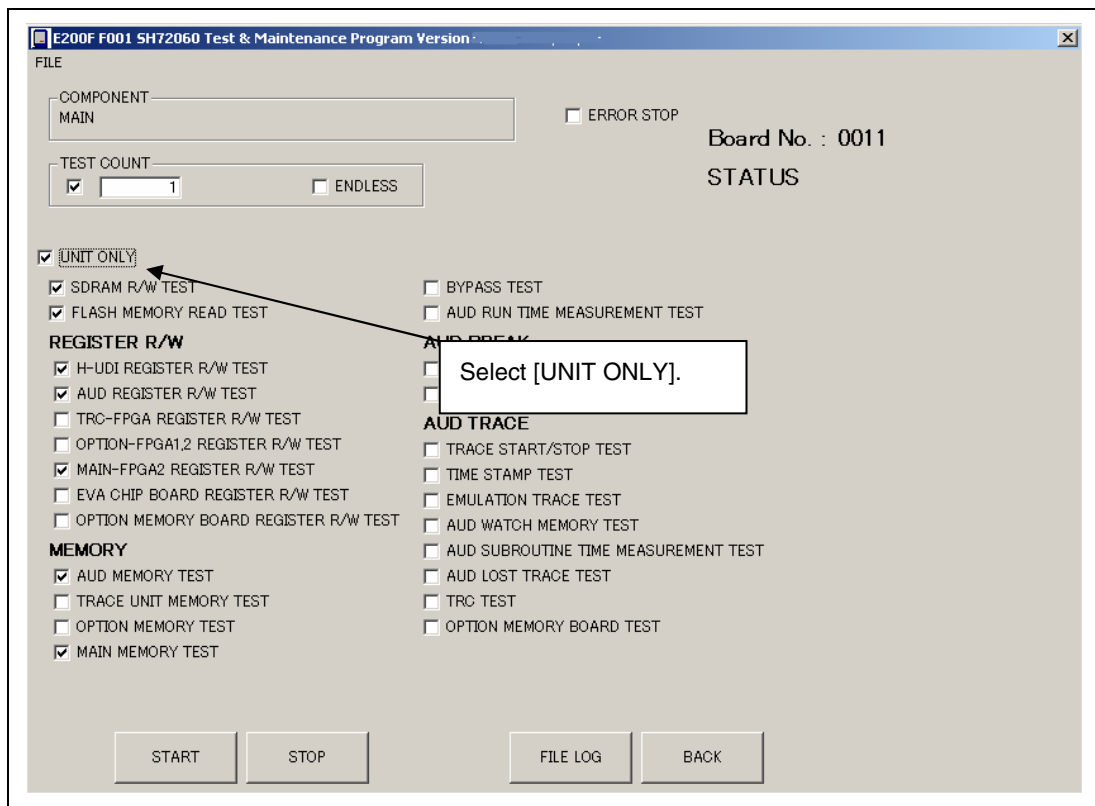 E200F F001 SH72060 Test & Maintenance Program Version
FILE
COMPONENT
MAIN
ERROR STOP
Board No. : 0011
TEST COUNT
1
ENDLESS
STATUS
UNIT ONLY
SDRAM R/W TEST
FLASH MEMORY READ TEST
REGISTER R/W
H-UDI REGISTER R/W TEST
AUD REGISTER R/W TEST
TRC-FPGA REGISTER R/W TEST
OPTION-FPGA1,2 REGISTER R/W TEST
MAIN-FPGA2 REGISTER R/W TEST
EVA CHIP BOARD REGISTER R/W TEST
OPTION MEMORY BOARD REGISTER R/W TEST
MEMORY
AUD MEMORY TEST
TRACE UNIT MEMORY TEST
OPTION MEMORY TEST
MAIN MEMORY TEST
BYPASS TEST
AUD RUN TIME MEASUREMENT TEST
AUD BREAK
Select [UNIT ONLY].
AUD TRACE
TRACE START/STOP TEST
TIME STAMP TEST
EMULATION TRACE TEST
AUD WATCH MEMORY TEST
AUD SUBROUTINE TIME MEASUREMENT TEST
AUD LOST TRACE TEST
TRC TEST
OPTION MEMORY BOARD TEST
START
STOP
FILE LOG
BACK